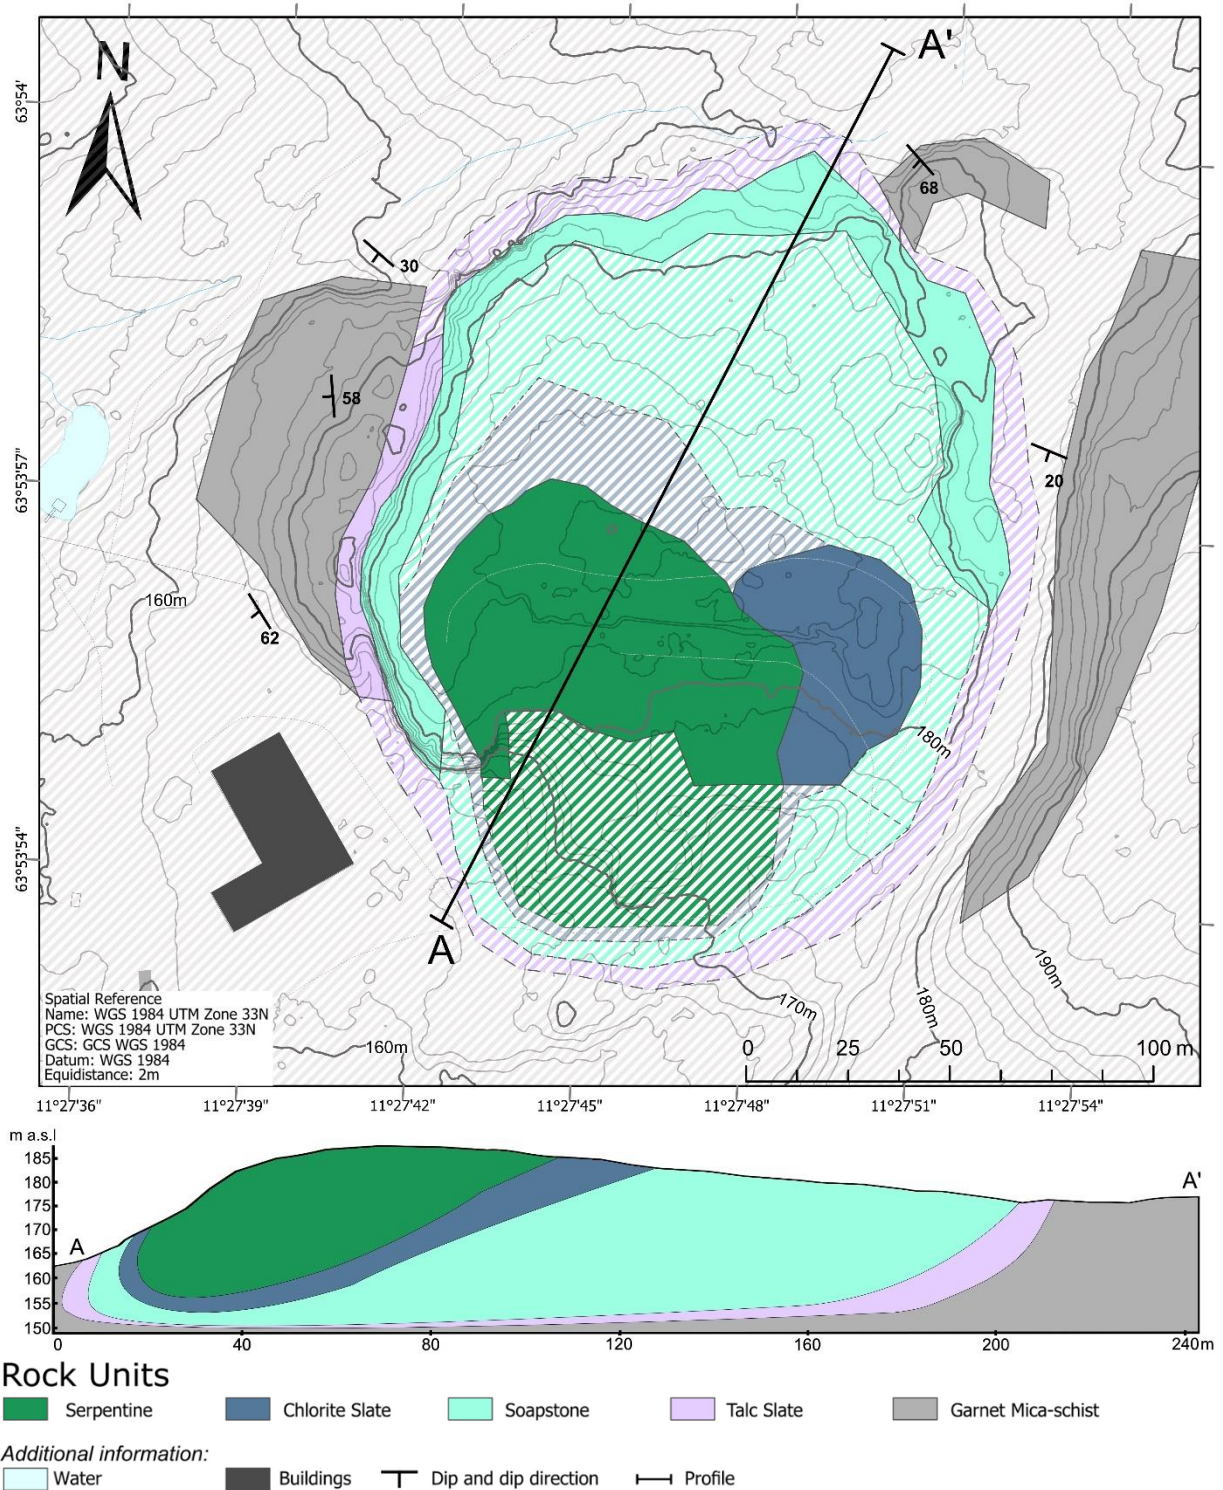 N
A'
63°54'
68
30
58
63°53'57"
20
160m
62
180m
63°53'54"
A
190m
180m
170m
Spatial Reference
Name: WGS 1984 UTM Zone 33N
PCS: WGS 1984 UTM Zone 33N
GCS: GCS WGS 1984
Datum: WGS 1984
Equidistance: 2m
160m
0 25 50 100 m
11°27'36" 11°27'39" 11°27'42" 11°27'45" 11°27'48" 11°27'51" 11°27'54"
m a.s.l
185
180
175
170
165
160
155
150
A
A'
0 40 80 120 160 200 240m
Rock Units
Serpentine Chlorite Slate Soapstone Talc Slate Garnet Mica-schist
Additional information:
Water Buildings Dip and dip direction Profile